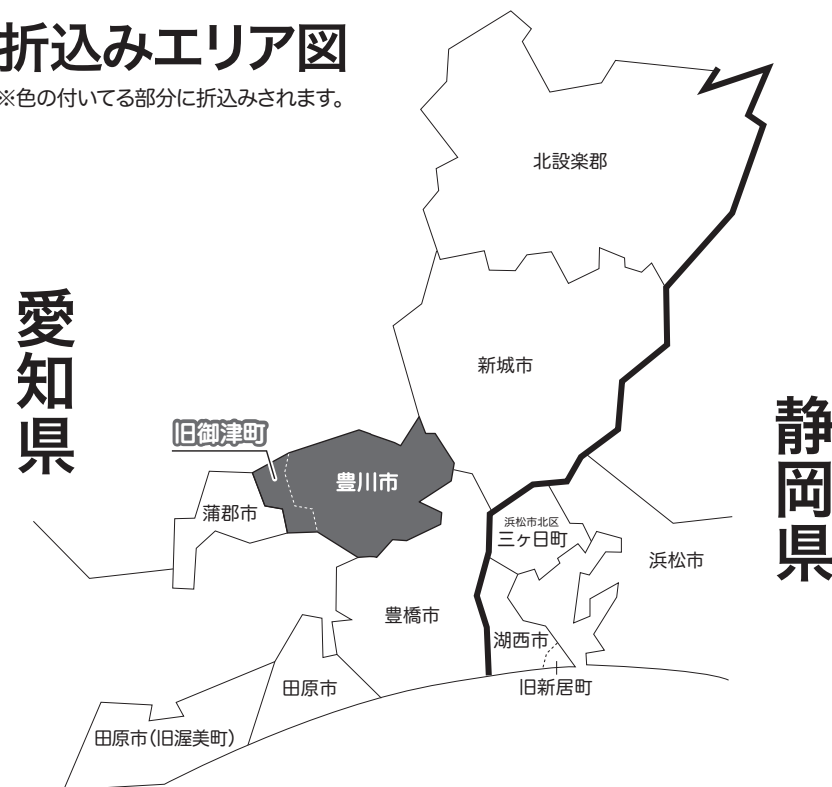 折込みエリア図
※色の付いてる部分に折込みされます。
北設楽郡
愛知県
新城市
静岡県
旧御津町
豊川市
蒲郡市
浜松市北区
三ヶ日町
浜松市
豊橋市
湖西市
田原市
旧新居町
田原市(旧渥美町)